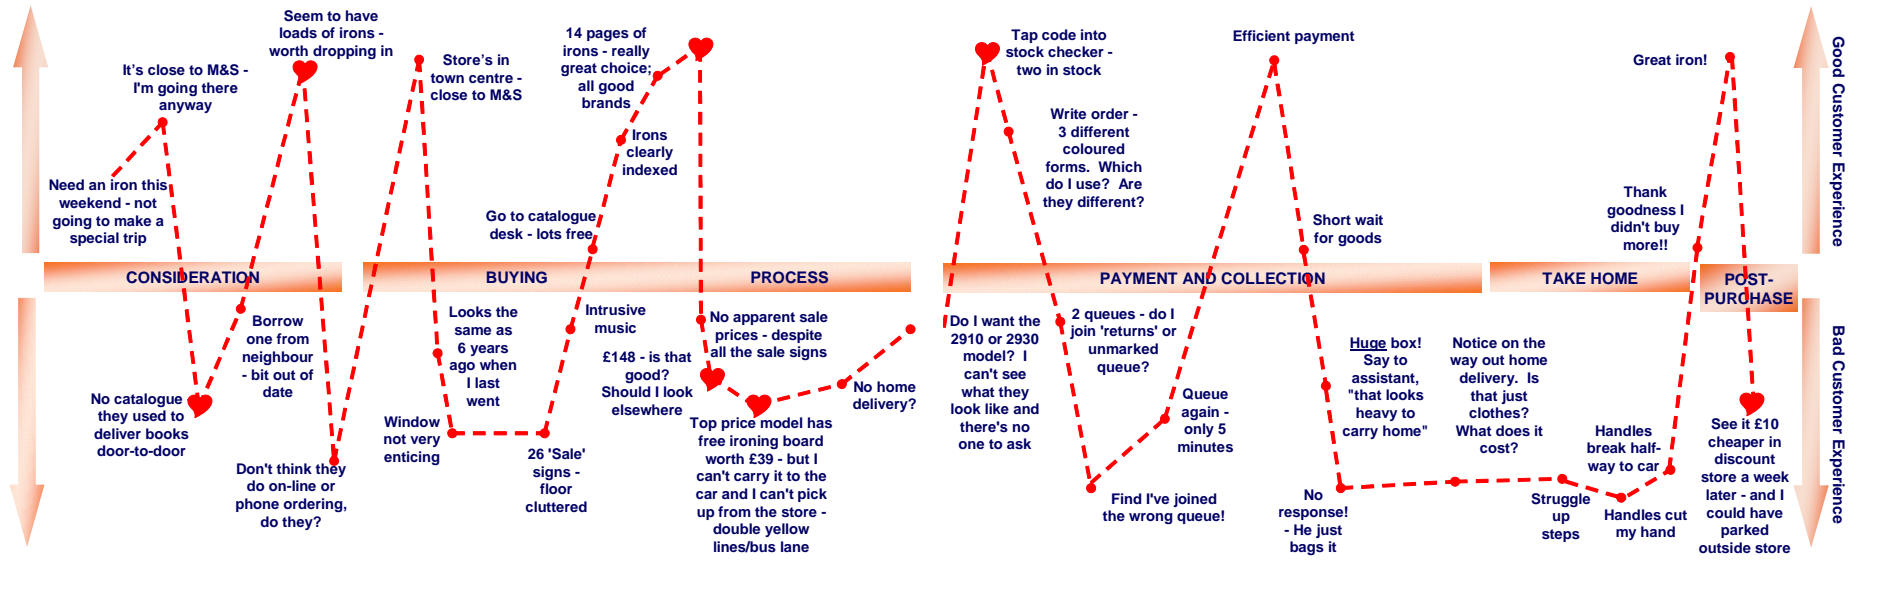 Need an iron this
weekend - not
going to make a
special trip
It's close to M&S -
I'm going there
anyway
No catalogue
they used to
deliver books
door-to-door
Borrow
one from
neighbour
- bit out of
date
Seem to have
loads of irons -
worth dropping in
Don't think they
do on-line or
phone ordering,
do they?
CONSIDERATION
Store's in
town centre -
close to M&S
Looks the
same as
6 years
ago when
I last
went
Window
not very
enticing
26 'Sale'
signs -
floor
cluttered
Intrusive
music
Go to catalogue
desk - lots free
Irons
clearly
indexed
14 pages of
irons - really
great choice;
all good
brands
BUYING
PROCESS
No apparent sale
prices - despite
all the sale signs
£148 - is that
good?
Should I look
elsewhere
Top price model has
free ironing board
worth £39 - but I
can't carry it to the
car and I can't pick
up from the store -
double yellow
lines/bus lane
No home
delivery?
Do I want the
2910 or 2930
model? I
can't see
what they
look like and
there's no
one to ask
Tap code into
stock checker -
two in stock
Write order -
3 different
coloured
forms. Which
do I use? Are
they different?
PAYMENT AND COLLECTION
2 queues - do I
join 'returns' or
unmarked
queue?
Find I've joined
the wrong queue!
Queue
again -
only 5
minutes
Efficient payment
Short wait
for goods
Huge box!
Say to
assistant,
"that looks
heavy to
carry home"
No
response!
- He just
bags it
Notice on the
way out home
delivery. Is
that just
clothes?
What does it
cost?
TAKE HOME
Struggle
up
steps
Handles cut
my hand
Handles
break half-
way to car
Thank
goodness I
didn't buy
more!!
Great iron!
POST-
PURCHASE
See it £10
cheaper in
discount
store a week
later - and I
could have
parked
outside store
Good Customer Experience
Bad Customer Experience